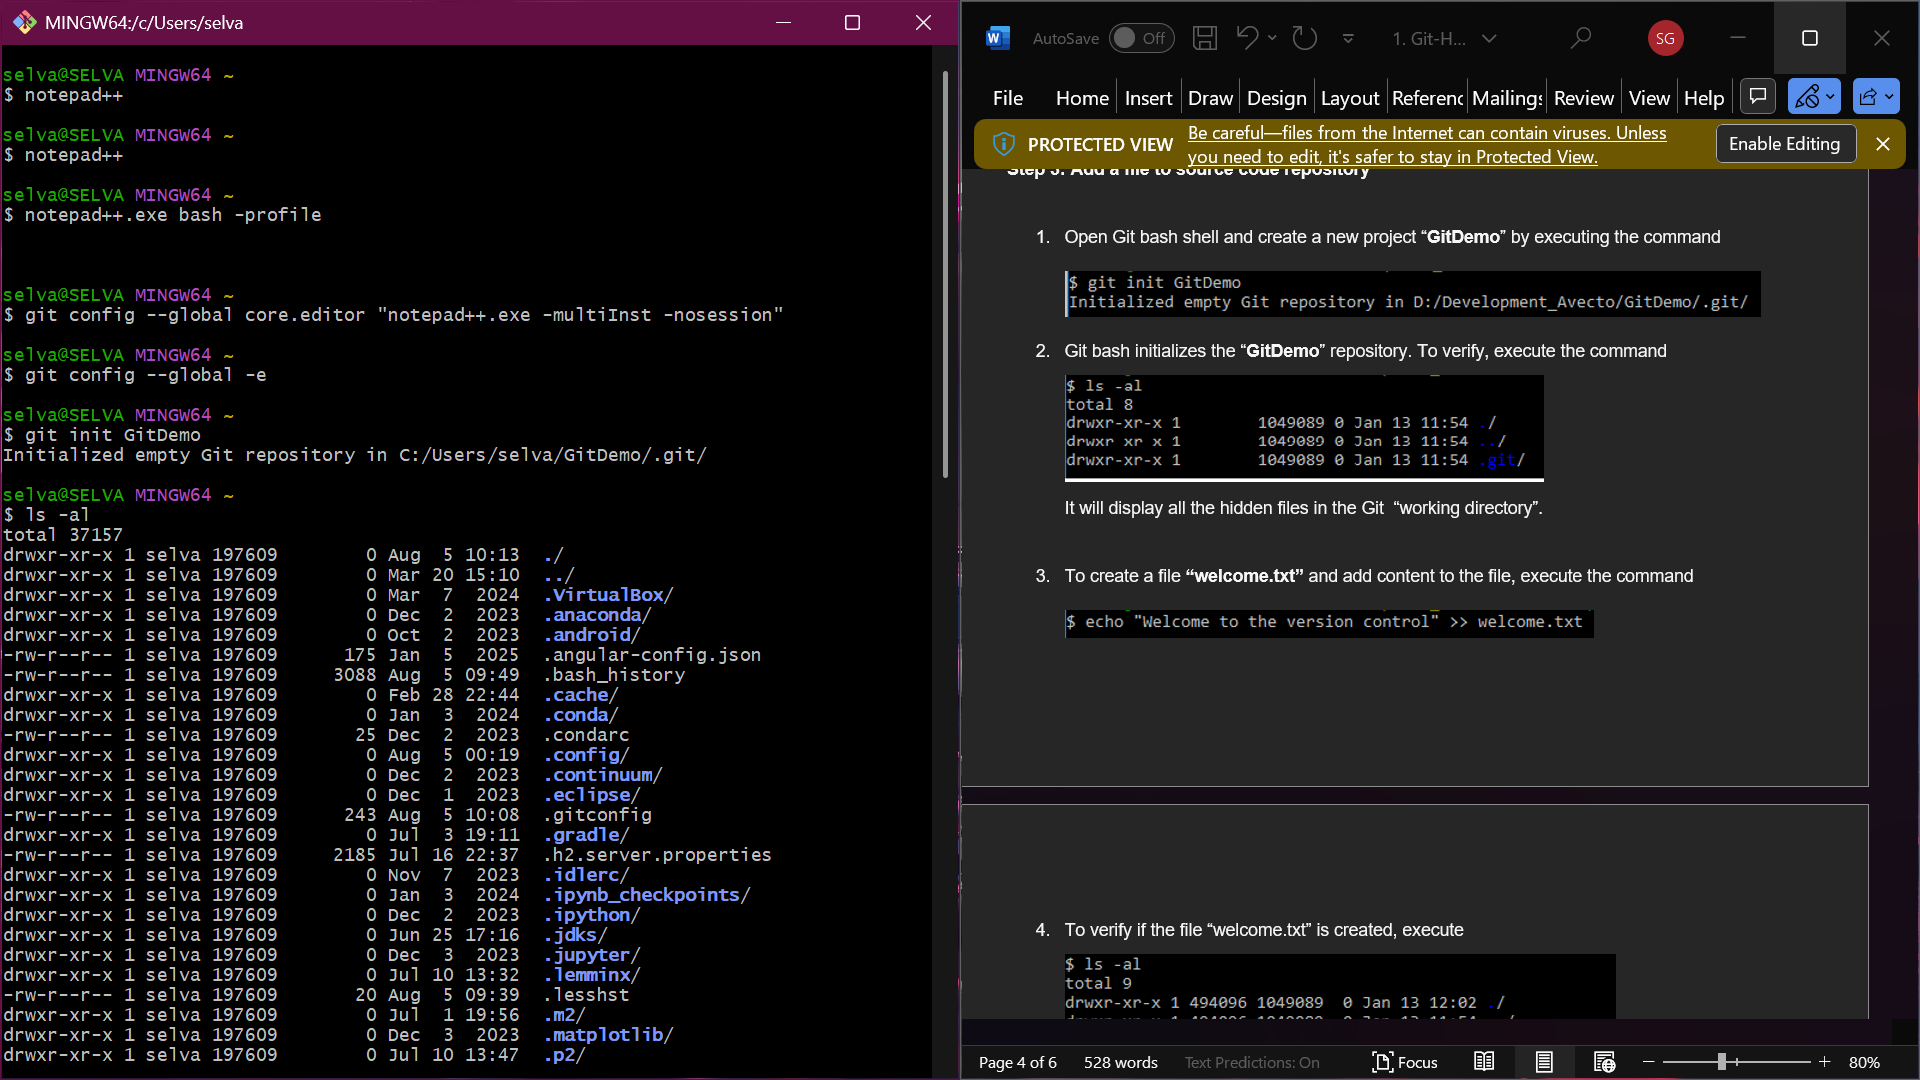 MINGW64:/c/Users/selva
selva@SELVA MINGW64 ~
$ notepad++
selva@SELVA MINGW64 ~
$ notepad++
selva@SELVA MINGW64 ~
$ notepad++.exe bash -profile
selva@SELVA MINGW64 ~
$ git config --global core.editor "notepad++.exe -multiInst -nosession"
selva@SELVA MINGW64 ~
$ git config --global -e
selva@SELVA MINGW64 ~
$ git init GitDemo
Initialized empty Git repository in C:/Users/selva/GitDemo/.git/
selva@SELVA MINGW64 ~
$ ls -al
total 37157
drwxr-xr-x 1 selva 197609 0 Aug 5 10:13 ./
drwxr-xr-x 1 selva 197609 0 Mar 20 15:10 ../
drwxr-xr-x 1 selva 197609 0 Mar 7 2024 .VirtualBox/
drwxr-xr-x 1 selva 197609 0 Dec 2 2023 .anaconda/
drwxr-xr-x 1 selva 197609 0 Oct 2 2023 .android/
-rw-r--r-- 1 selva 197609 175 Jan 5 2025 .angular-config.json
-rw-r--r-- 1 selva 197609 3088 Aug 5 09:49 .bash_history
drwxr-xr-x 1 selva 197609 0 Feb 28 22:44 .cache/
drwxr-xr-x 1 selva 197609 0 Jan 3 2024 .conda/
-rw-r--r-- 1 selva 197609 25 Dec 2 2023 .condarc
drwxr-xr-x 1 selva 197609 0 Aug 5 00:19 .config/
drwxr-xr-x 1 selva 197609 0 Dec 2 2023 .continuum/
drwxr-xr-x 1 selva 197609 0 Dec 1 2023 .eclipse/
-rw-r--r-- 1 selva 197609 243 Aug 5 10:08 .gitconfig
drwxr-xr-x 1 selva 197609 0 Jul 3 19:11 .gradle/
-rw-r--r-- 1 selva 197609 2185 Jul 16 22:37 .h2.server.properties
drwxr-xr-x 1 selva 197609 0 Nov 7 2023 .idlerc/
drwxr-xr-x 1 selva 197609 0 Jan 3 2024 .ipynb_checkpoints/
drwxr-xr-x 1 selva 197609 0 Dec 2 2023 .ipython/
drwxr-xr-x 1 selva 197609 0 Jun 25 17:16 .jdks/
drwxr-xr-x 1 selva 197609 0 Dec 3 2023 .jupyter/
drwxr-xr-x 1 selva 197609 0 Jul 10 13:32 .lemminx/
-rw-r--r-- 1 selva 197609 20 Aug 5 09:39 .lesshst
drwxr-xr-x 1 selva 197609 0 Jul 1 19:56 .m2/
drwxr-xr-x 1 selva 197609 0 Dec 3 2023 .matplotlib/
drwxr-xr-x 1 selva 197609 0 Jul 10 13:47 .p2/
W AutoSave Off 1. Git-H... SG
File Home Insert Draw Design Layout Referenc Mailings Review View Help
PROTECTED VIEW Be careful—files from the Internet can contain viruses. Unless
you need to edit, it's safer to stay in Protected View. Enable Editing
Step 3: Add a file to source code repository
1. Open Git bash shell and create a new project “GitDemo” by executing the command
$ git init GitDemo
Initialized empty Git repository in D:/Development_Avecto/GitDemo/.git/
2. Git bash initializes the “GitDemo” repository. To verify, execute the command
$ ls -al
total 8
drwxr-xr-x 1 1049089 0 Jan 13 11:54 ./
drwxr xr x 1 1049089 0 Jan 13 11:54 ../
drwxr-xr-x 1 1049089 0 Jan 13 11:54 .git/
It will display all the hidden files in the Git “working directory”.
3. To create a file “welcome.txt” and add content to the file, execute the command
$ echo "Welcome to the version control" >> welcome.txt
4. To verify if the file “welcome.txt” is created, execute
$ ls -al
total 9
drwxr-xr-x 1 494096 1049089 0 Jan 13 12:02 ./
Page 4 of 6 528 words Text Predictions: On Focus 80%